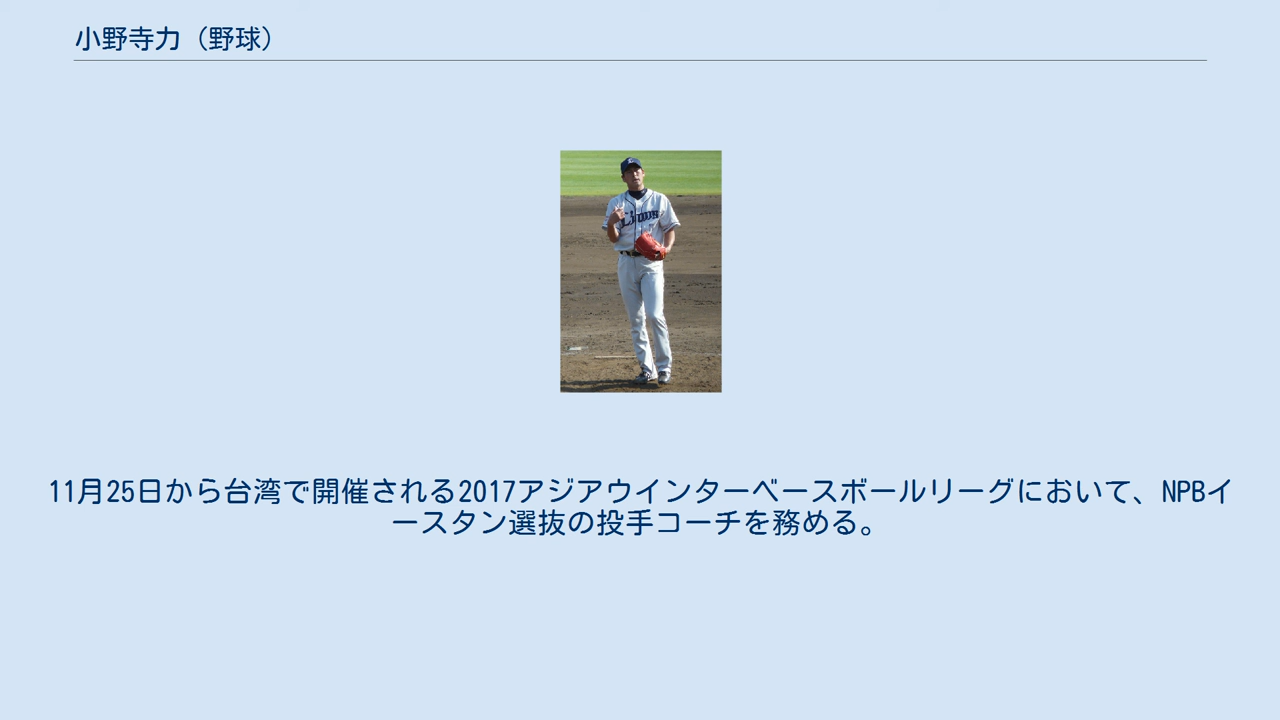 小野寺力（野球）
Lions
11月25日から台湾で開催される2017アジアウインターベースボールリーグにおいて、NPBイ
ースタン選抜の投手コーチを務める。